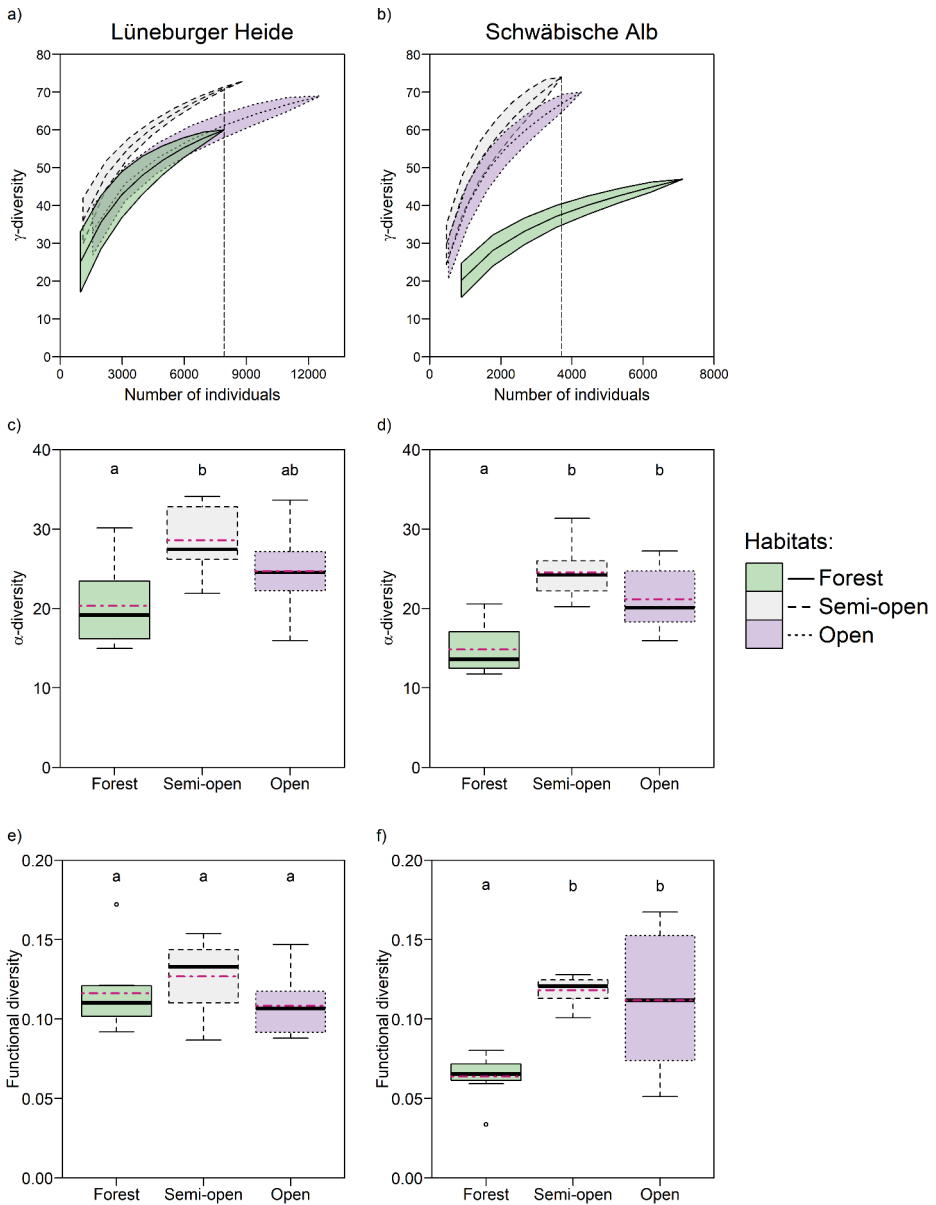 a)
Lüneburger Heide
b)
Schwäbische Alb
80
70
60
50
40
30
20
10
0
γ-diversity
0 3000 6000 9000 12000
Number of individuals
80
70
60
50
40
30
20
10
0
γ-diversity
0 2000 4000 6000 8000
Number of individuals
c)
40
30
20
10
0
α-diversity
a b ab
Forest Semi-open Open
d)
40
30
20
10
0
α-diversity
a b b
Forest Semi-open Open
Habitats:
Forest
Semi-open
Open
e)
0.20
0.15
0.10
0.05
0.00
Functional diversity
a a a
Forest Semi-open Open
f)
0.20
0.15
0.10
0.05
0.00
Functional diversity
a b b
Forest Semi-open Open